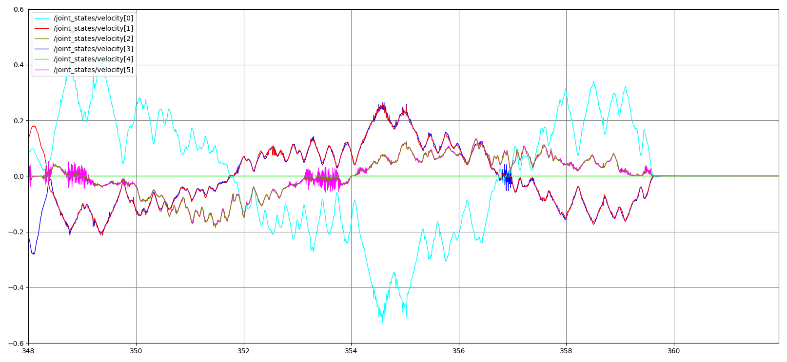 0.6
/joint_states/velocity[0]
/joint_states/velocity[1]
/joint_states/velocity[2]
/joint_states/velocity[3]
/joint_states/velocity[4]
/joint_states/velocity[5]
0.4
0.2
0.0
−0.2
−0.4
−0.6
348 350 352 354 356 358 360